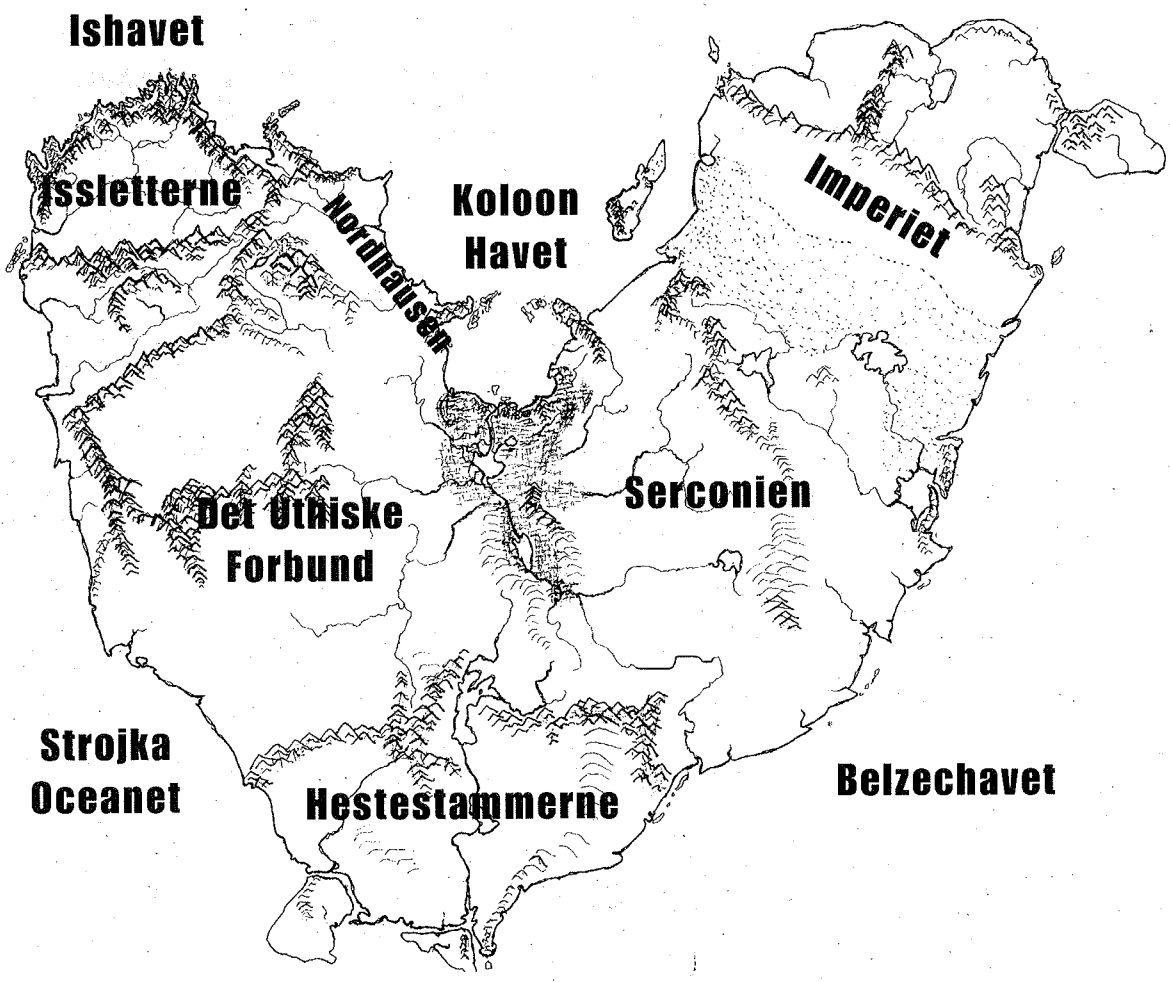 Ishavet
Issletterne
Nordhausen
Koloon
Havet
Imperiet
Det Uthiske
Forbund
Serconien
Strojka
Oceanet
Hestestammerne
Belzechavet